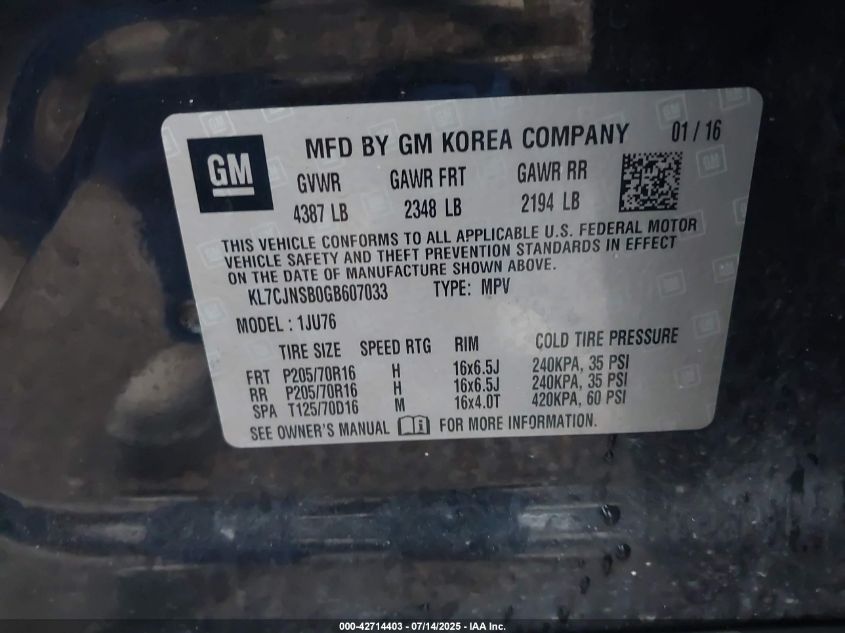 GM
MFD BY GM KOREA COMPANY 01 / 16
GVWR GAWR FRT GAWR RR
4387 LB 2348 LB 2194 LB
THIS VEHICLE CONFORMS TO ALL APPLICABLE U.S. FEDERAL MOTOR
VEHICLE SAFETY AND THEFT PREVENTION STANDARDS IN EFFECT
ON THE DATE OF MANUFACTURE SHOWN ABOVE.
KL7CJNSB0GB607033 TYPE: MPV
MODEL : 1JU76
TIRE SIZE SPEED RTG RIM COLD TIRE PRESSURE
FRT P205/70R16 H 16x6.5J 240KPA, 35 PSI
RR P205/70R16 H 16x6.5J 240KPA, 35 PSI
SPA T125/70D16 M 16x4.0T 420KPA, 60 PSI
SEE OWNER'S MANUAL FOR MORE INFORMATION.
000-42714403 - 07/14/2025 - IAA Inc.